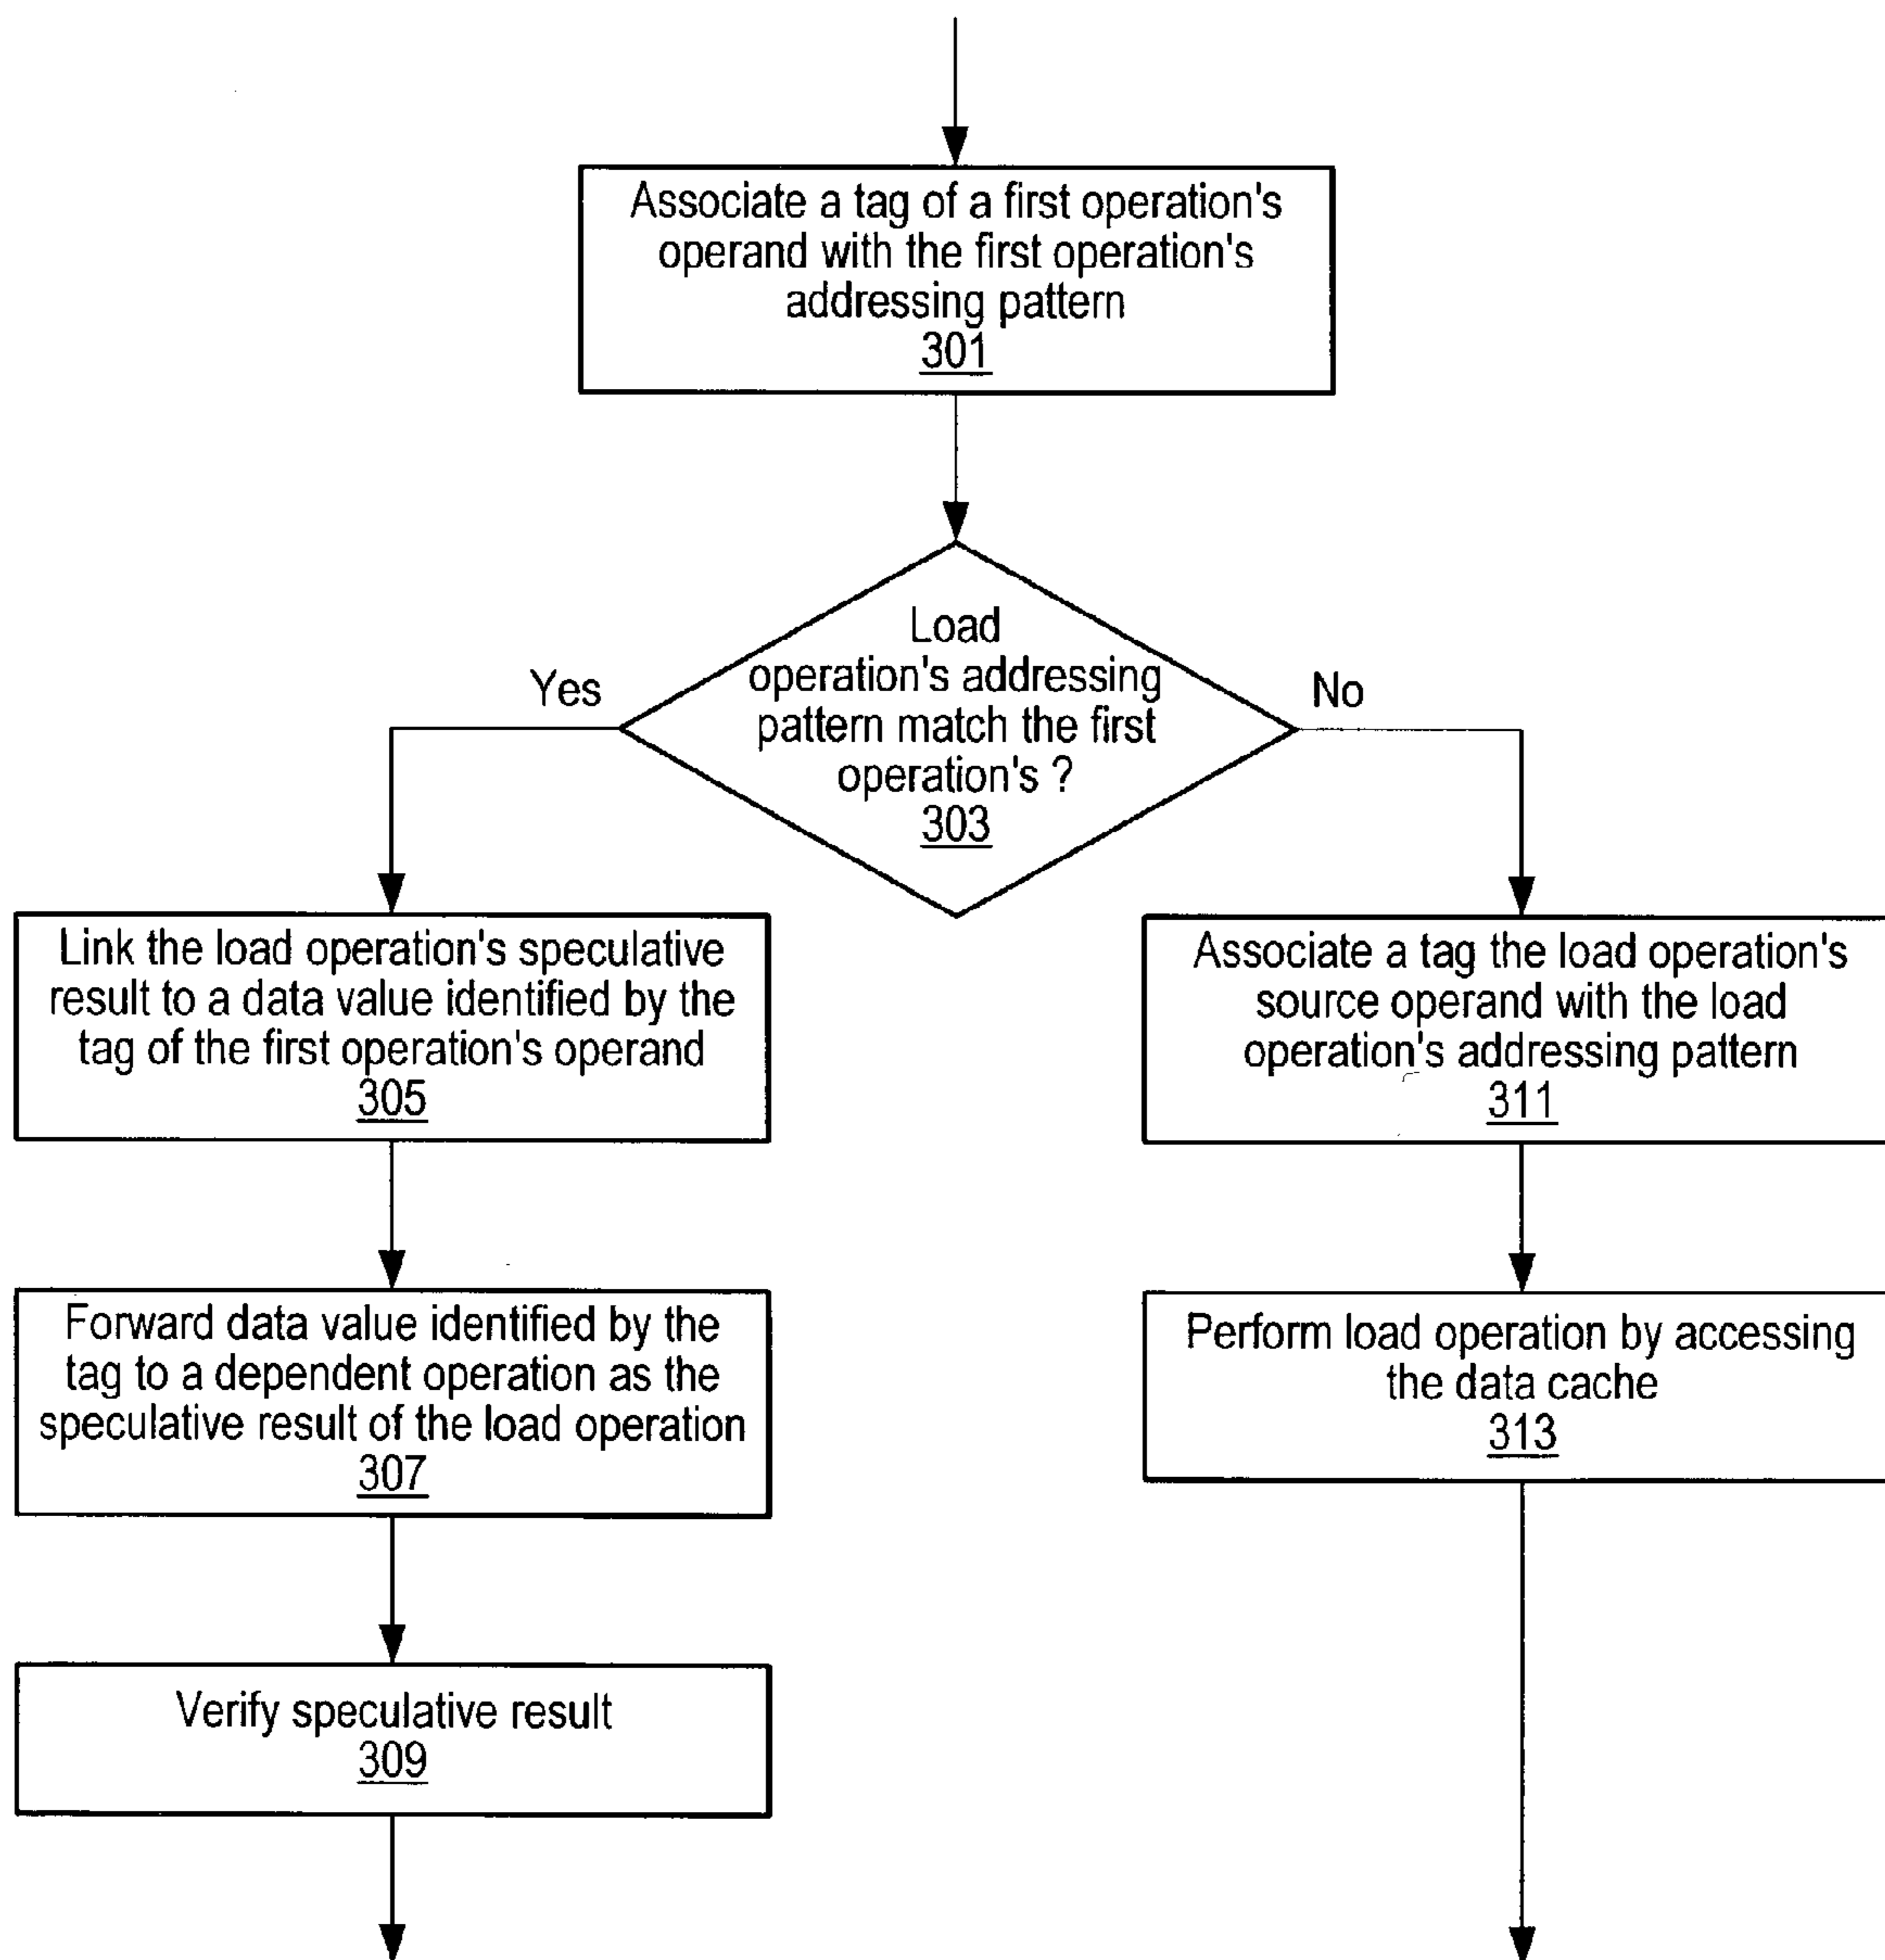 Associate a tag of a first operation's
operand with the first operation's
addressing pattern
301
Load
operation's addressing
pattern match the first
operation's ?
303
Yes
No
Link the load operation's speculative
result to a data value identified by the
tag of the first operation's operand
305
Forward data value identified by the
tag to a dependent operation as the
speculative result of the load operation
307
Verify speculative result
309
Associate a tag the load operation's
source operand with the load
operation's addressing pattern
311
Perform load operation by accessing
the data cache
313